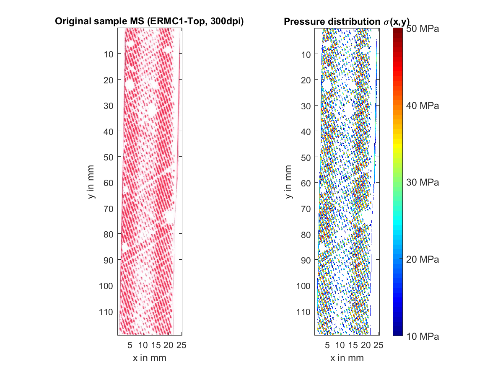 Original sample MS (ERMC1-Top, 300dpi)
10
20
30
40
50
60
70
80
90
100
110
y in mm
5 10 15 20 25
x in mm
Pressure distribution σ(x,y)
10
20
30
40
50
60
70
80
90
100
110
y in mm
5 10 15 20 25
x in mm
50 MPa
40 MPa
30 MPa
20 MPa
10 MPa